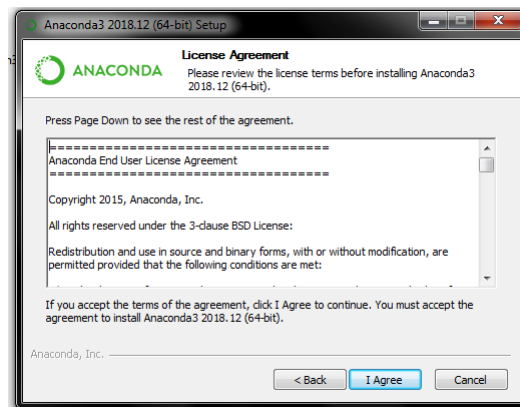 Anaconda3 2018.12 (64-bit) Setup
ANACONDA
License Agreement
Please review the license terms before installing Anaconda3
2018.12 (64-bit).
Press Page Down to see the rest of the agreement.
=====================================
Anaconda End User License Agreement
=====================================
Copyright 2015, Anaconda, Inc.
All rights reserved under the 3-clause BSD License:
Redistribution and use in source and binary forms, with or without modification, are
permitted provided that the following conditions are met:
If you accept the terms of the agreement, click I Agree to continue. You must accept the
agreement to install Anaconda3 2018.12 (64-bit).
Anaconda, Inc.
< Back
I Agree
Cancel